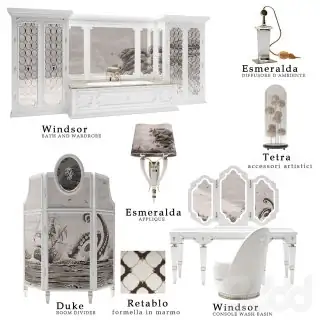 Esmeralda
DIFFUSORE D'AMBIENTE
Windsor
BATH AND WARDROBE
Tetra
accessori artistici
Esmeralda
APPLIQUE
Duke
ROOM DIVIDER
Retablo
formella in marmo
Windsor
CONSOLE WASH BASIN